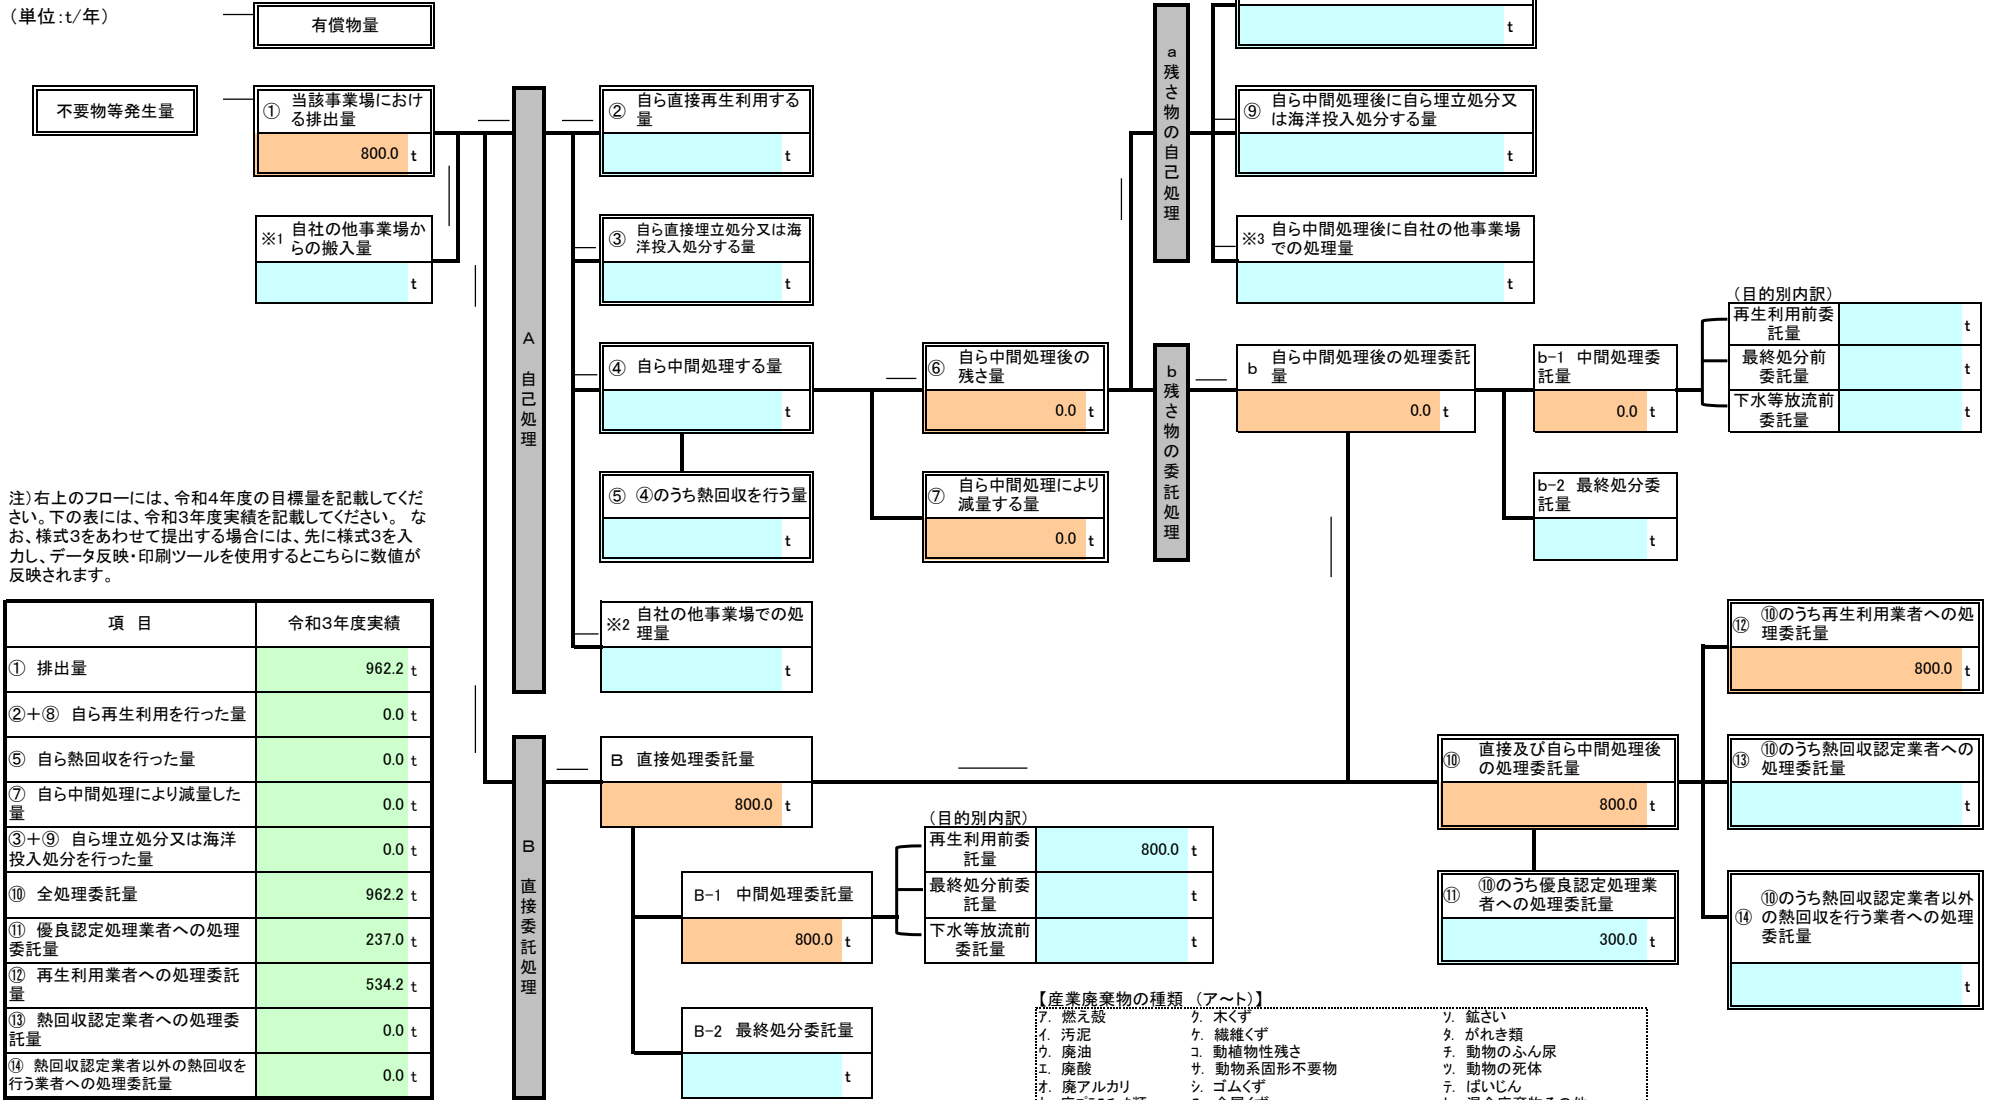 （単位：t/年）
有償物量
不要物等発生量
① 当該事業場におけ
る排出量
800.0 t
※1 自社の他事業場か
らの搬入量
t
A 自己処理
② 自ら直接再生利用する
量
t
③ 自ら直接埋立処分又は海
洋投入処分する量
t
④ 自ら中間処理する量
t
⑤ ④のうち熱回収を行う量
t
※2 自社の他事業場での処
理量
t
⑥ 自ら中間処理後の
残さ量
0.0 t
⑦ 自ら中間処理により
減量する量
0.0 t
a 残さ物の自己処理
t
⑨ 自ら中間処理後に自ら埋立処分又
は海洋投入処分する量
t
※3 自ら中間処理後に自社の他事業場
での処理量
t
b 残さ物の委託処理
b 自ら中間処理後の処理委託
量
0.0 t
b-1 中間処理委
託量
0.0 t
b-2 最終処分委
託量
t
（目的別内訳）
再生利用前委
託量
t
最終処分前
委託量
t
下水等放流前
委託量
t
注）右上のフローには、令和4年度の目標量を記載してくだ
さい。下の表には、令和3年度実績を記載してください。 な
お、様式3をあわせて提出する場合には、先に様式3を入
力し、データ反映・印刷ツールを使用するとこちらに数値が
反映されます。
項 目 令和3年度実績
① 排出量 962.2 t
②＋⑧ 自ら再生利用を行った量 0.0 t
⑤ 自ら熱回収を行った量 0.0 t
⑦ 自ら中間処理により減量した
量 0.0 t
③＋⑨ 自ら埋立処分又は海洋
投入処分を行った量 0.0 t
⑩ 全処理委託量 962.2 t
⑪ 優良認定処理業者への処理
委託量 237.0 t
⑫ 再生利用業者への処理委託
量 534.2 t
⑬ 熱回収認定業者への処理委
託量 0.0 t
⑭ 熱回収認定業者以外の熱回収を
行う業者への処理委託量 0.0 t
B 直接委託処理
B 直接処理委託量
800.0 t
B-1 中間処理委託量
800.0 t
B-2 最終処分委託量
t
（目的別内訳）
再生利用前委
託量
800.0 t
最終処分前委
託量
t
下水等放流前
委託量
t
⑩ 直接及び自ら中間処理後
の処理委託量
800.0 t
⑪ ⑩のうち優良認定処理業
者への処理委託量
300.0 t
⑫ ⑩のうち再生利用業者への処
理委託量
800.0 t
⑬ ⑩のうち熱回収認定業者への
処理委託量
t
⑭ ⑩のうち熱回収認定業者以外
の熱回収を行う業者への処理
委託量
t
【産業廃棄物の種類 （ア～ト）】
ア. 燃え殻 ク. 木くず ソ. 鉱さい
イ. 汚泥 ケ. 繊維くず タ. がれき類
ウ. 廃油 コ. 動植物性残さ チ. 動物のふん尿
エ. 廃酸 サ. 動物系固形不要物 ツ. 動物の死体
オ. 廃アルカリ シ. ゴムくず テ. ばいじん